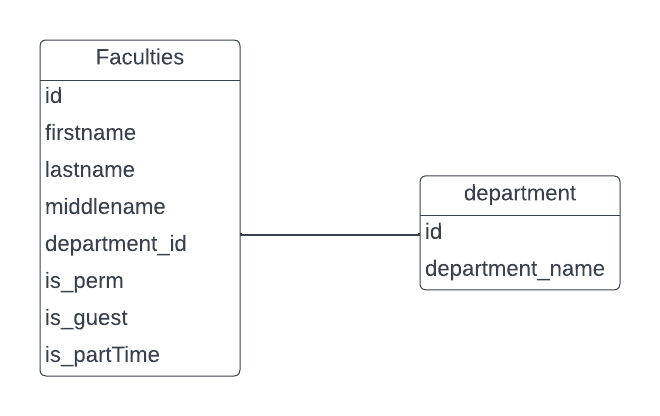 Faculties
id
firstname
lastname
middlename
department_id
is_perm
is_guest
is_partTime
department
id
department_name